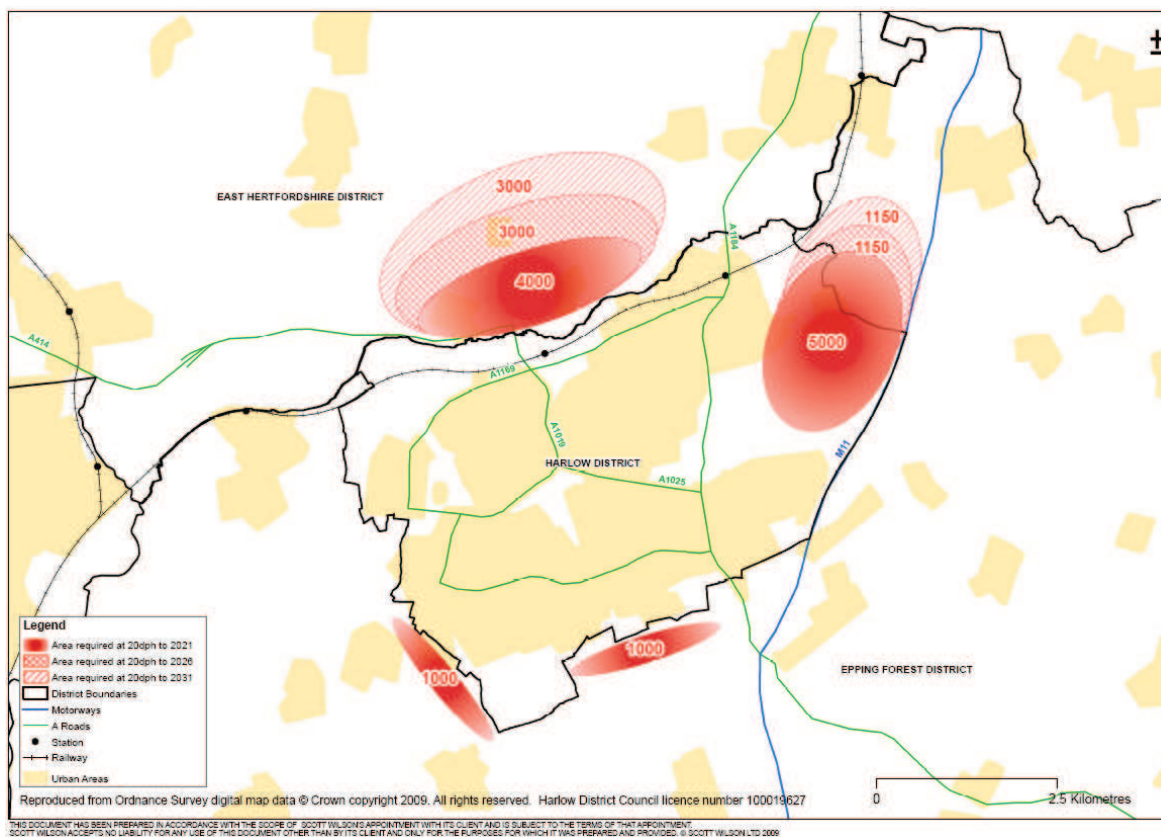 EAST HERTFORDSHIRE DISTRICT
3000
3000
4000
1150
1150
5000
A1184
A414
A1169
A1019
HARLOW DISTRICT
A1025
M11
1000
1000
EPPING FOREST DISTRICT
Legend
Area required at 20dph to 2021
Area required at 20dph to 2026
Area required at 20dph to 2031
District Boundaries
Motorways
A Roads
Station
Railway
Urban Areas
0 2.5 Kilometres
Reproduced from Ordnance Survey digital map data © Crown copyright 2009. All rights reserved. Harlow District Council licence number 100019627
THIS DOCUMENT HAS BEEN PREPARED IN ACCORDANCE WITH THE SCOPE OF SCOTT WILSON'S APPOINTMENT WITH ITS CLIENT AND IS SUBJECT TO THE TERMS OF THAT APPOINTMENT.
SCOTT WILSON ACCEPTS NO LIABILITY FOR ANY USE OF THIS DOCUMENT OTHER THAN BY ITS CLIENT AND ONLY FOR THE PURPOSES FOR WHICH IT WAS PREPARED AND PROVIDED. © SCOTT WILSON LTD 2009